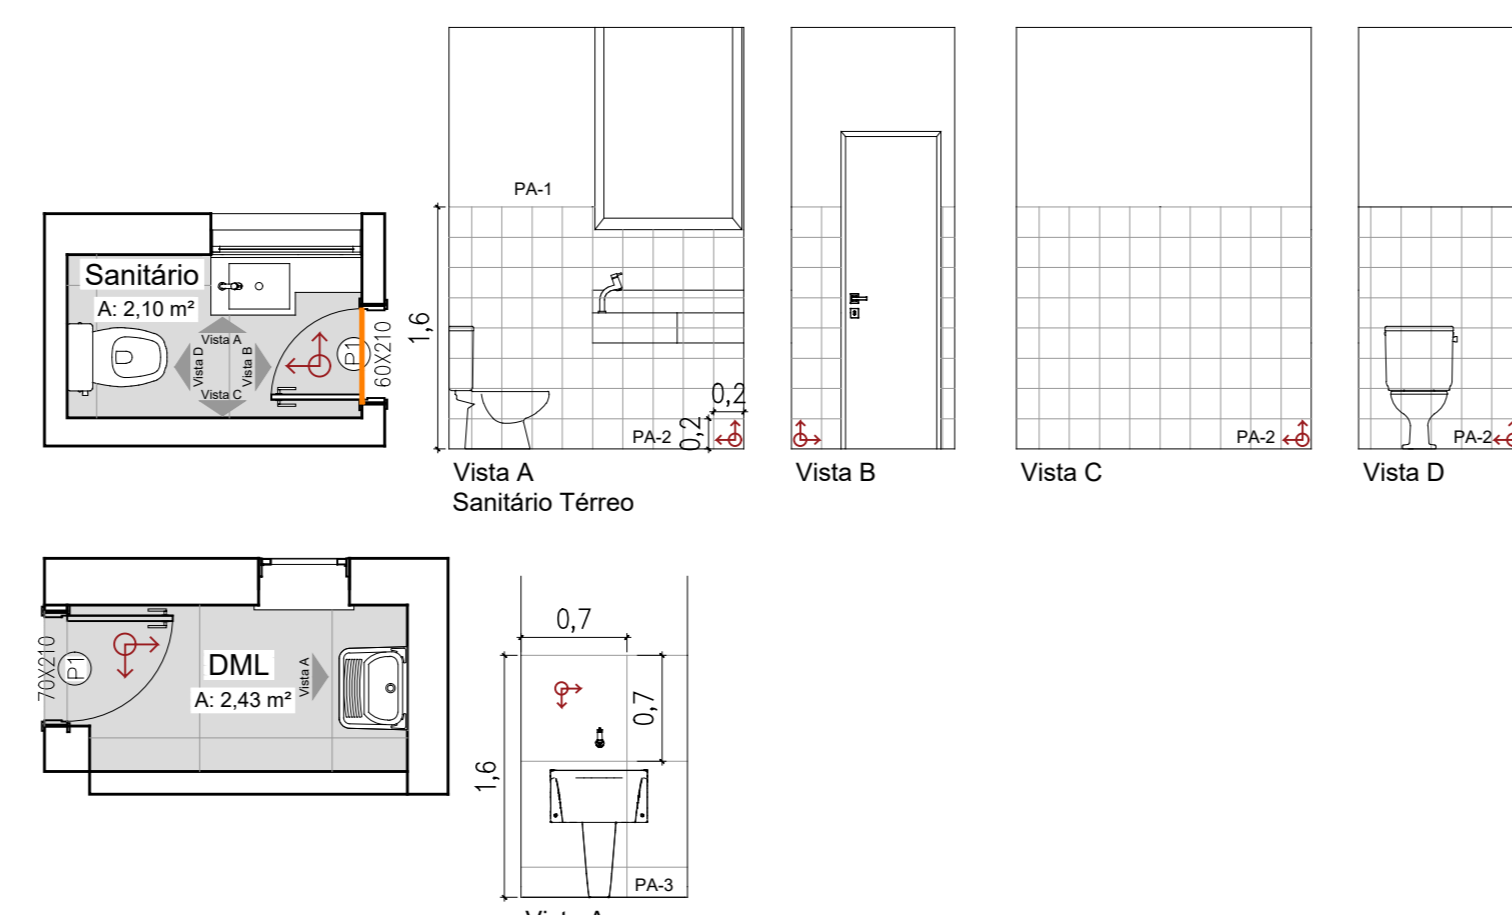 PA-1
Sanitário
A: 2,10 m²
Vista A
Vista D
Vista B
Vista C
P1
60X210
1,6
0,2
0,2
PA-2
PA-2
PA-2
Vista A
Sanitário Térreo
Vista B
Vista C
Vista D
70X210
P1
DML
A: 2,43 m²
Vista A
0,7
0,7
1,6
PA-3
Vista A